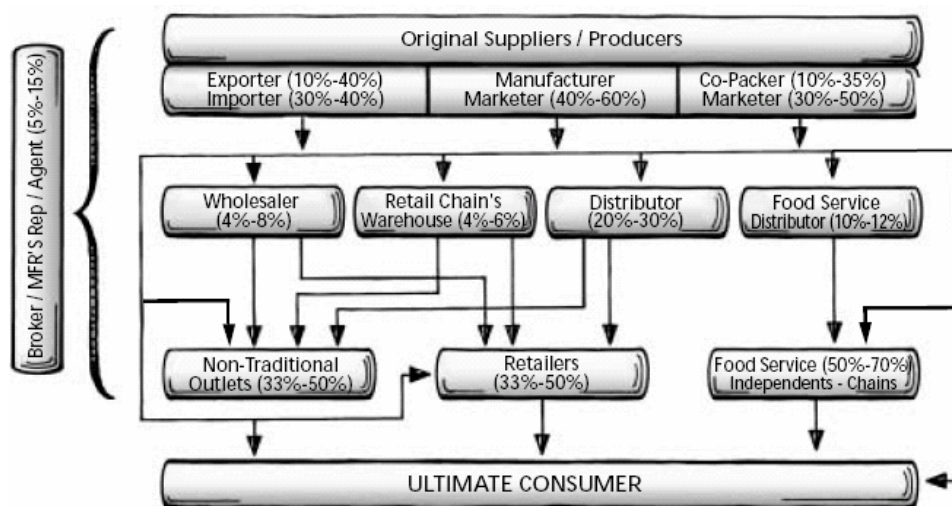 Broker / MFR'S Rep / Agent (5%-15%)
Original Suppliers / Producers
Exporter (10%-40%)
Importer (30%-40%)
Manufacturer
Marketer (40%-60%)
Co-Packer (10%-35%)
Marketer (30%-50%)
Wholesaler
(4%-8%)
Retail Chain's
Warehouse (4%-6%)
Distributor
(20%-30%)
Food Service
Distributor (10%-12%)
Non-Traditional
Outlets (33%-50%)
Retailers
(33%-50%)
Food Service (50%-70%)
Independents - Chains
ULTIMATE CONSUMER